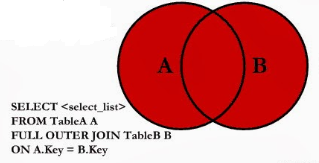 A B
SELECT <select_list>
FROM TableA A
FULL OUTER JOIN TableB B
ON A.Key = B.Key